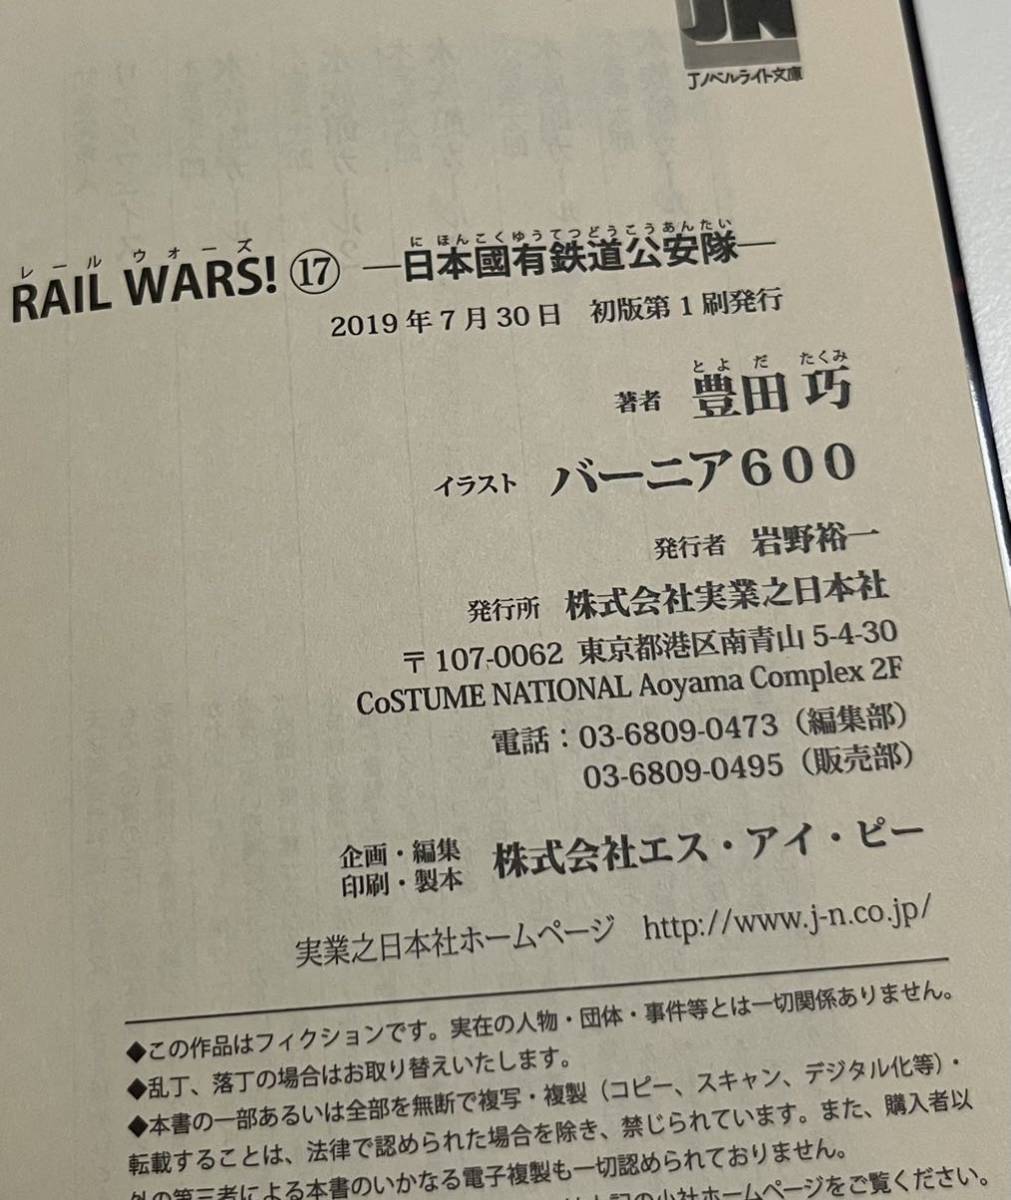 JN
Jノベルライト文庫
レールウォーズ
RAIL WARS! ⑰ ―日本國有鉄道公安隊―
にほんこくゆうてつどうこうあんたい
2019年7月30日 初版第1刷発行
とよだ たくみ
著者 豊田 巧
イラスト バーニア600
発行者 岩野裕一
発行所 株式会社実業之日本社
〒107-0062 東京都港区南青山 5-4-30
CoSTUME NATIONAL Aoyama Complex 2F
電話：03-6809-0473（編集部）
03-6809-0495（販売部）
企画・編集
印刷・製本 株式会社エス・アイ・ピー
実業之日本社ホームページ http://www.j-n.co.jp/
◆この作品はフィクションです。実在の人物・団体・事件等とは一切関係ありません。
◆乱丁、落丁の場合はお取り替えいたします。
◆本書の一部あるいは全部を無断で複写・複製（コピー、スキャン、デジタル化等）・
転載することは、法律で認められた場合を除き、禁じられています。また、購入者以
外の第三者による本書のいかなる電子複製も一切認められておりません。
小社ホームページをご覧ください。